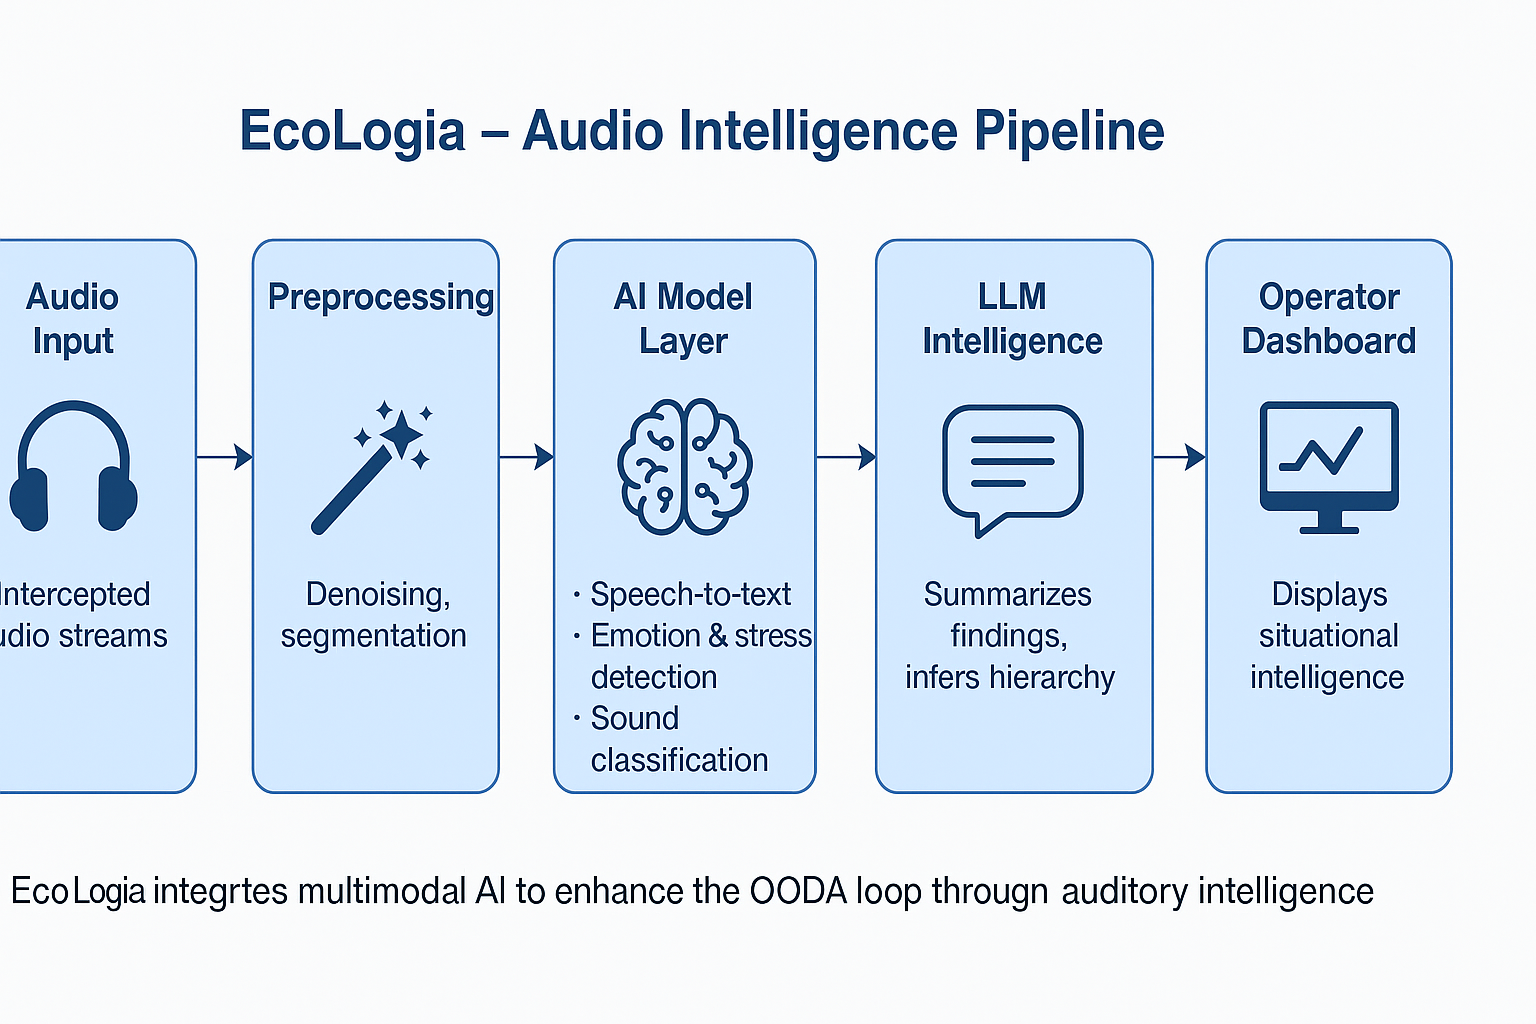 EcoLogia – Audio Intelligence Pipeline
Audio
Input
Intercepted
udio streams
Preprocessing
Denoising,
segmentation
AI Model
Layer
· Speech-to-text
· Emotion & stress
detection
· Sound
classification
LLM
Intelligence
Summarizes
findings,
infers hierarchy
Operator
Dashboard
Displays
situational
intelligence
EcoLogia integrtes multimodal AI to enhance the OODA loop througn auditory intelligence